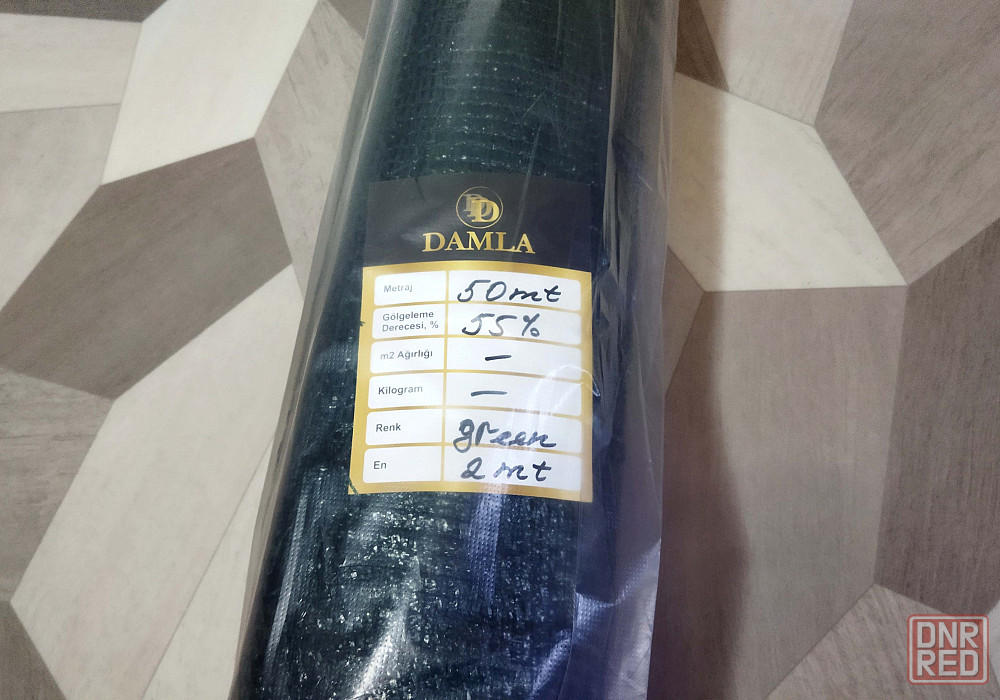 DD
DAMLA
Metraj 50mt
Gölgeleme
Derecesi, % 55%
m2 Ağırlığı —
Kilogram —
Renk green
En 2mt
DNR
RED